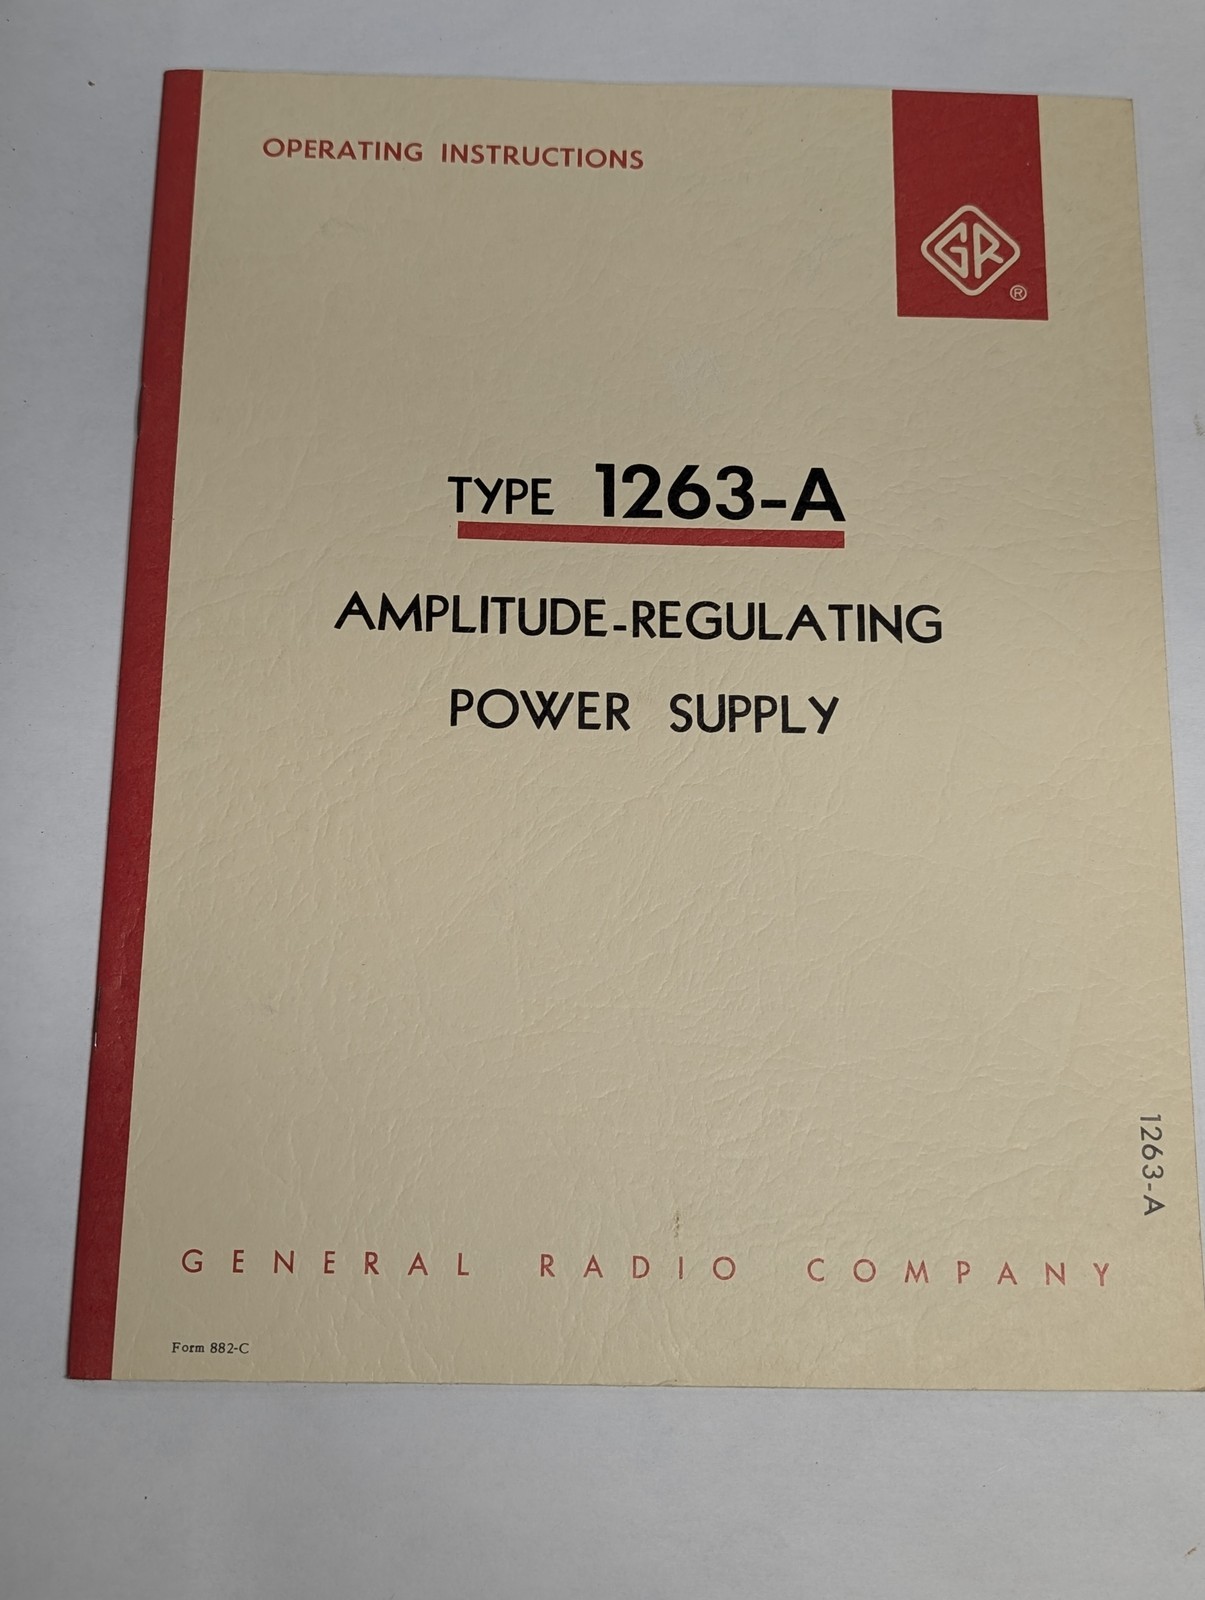 OPERATING INSTRUCTIONS
GR
®
TYPE 1263-A
AMPLITUDE-REGULATING
POWER SUPPLY
1263-A
GENERAL RADIO COMPANY
Form 882-C